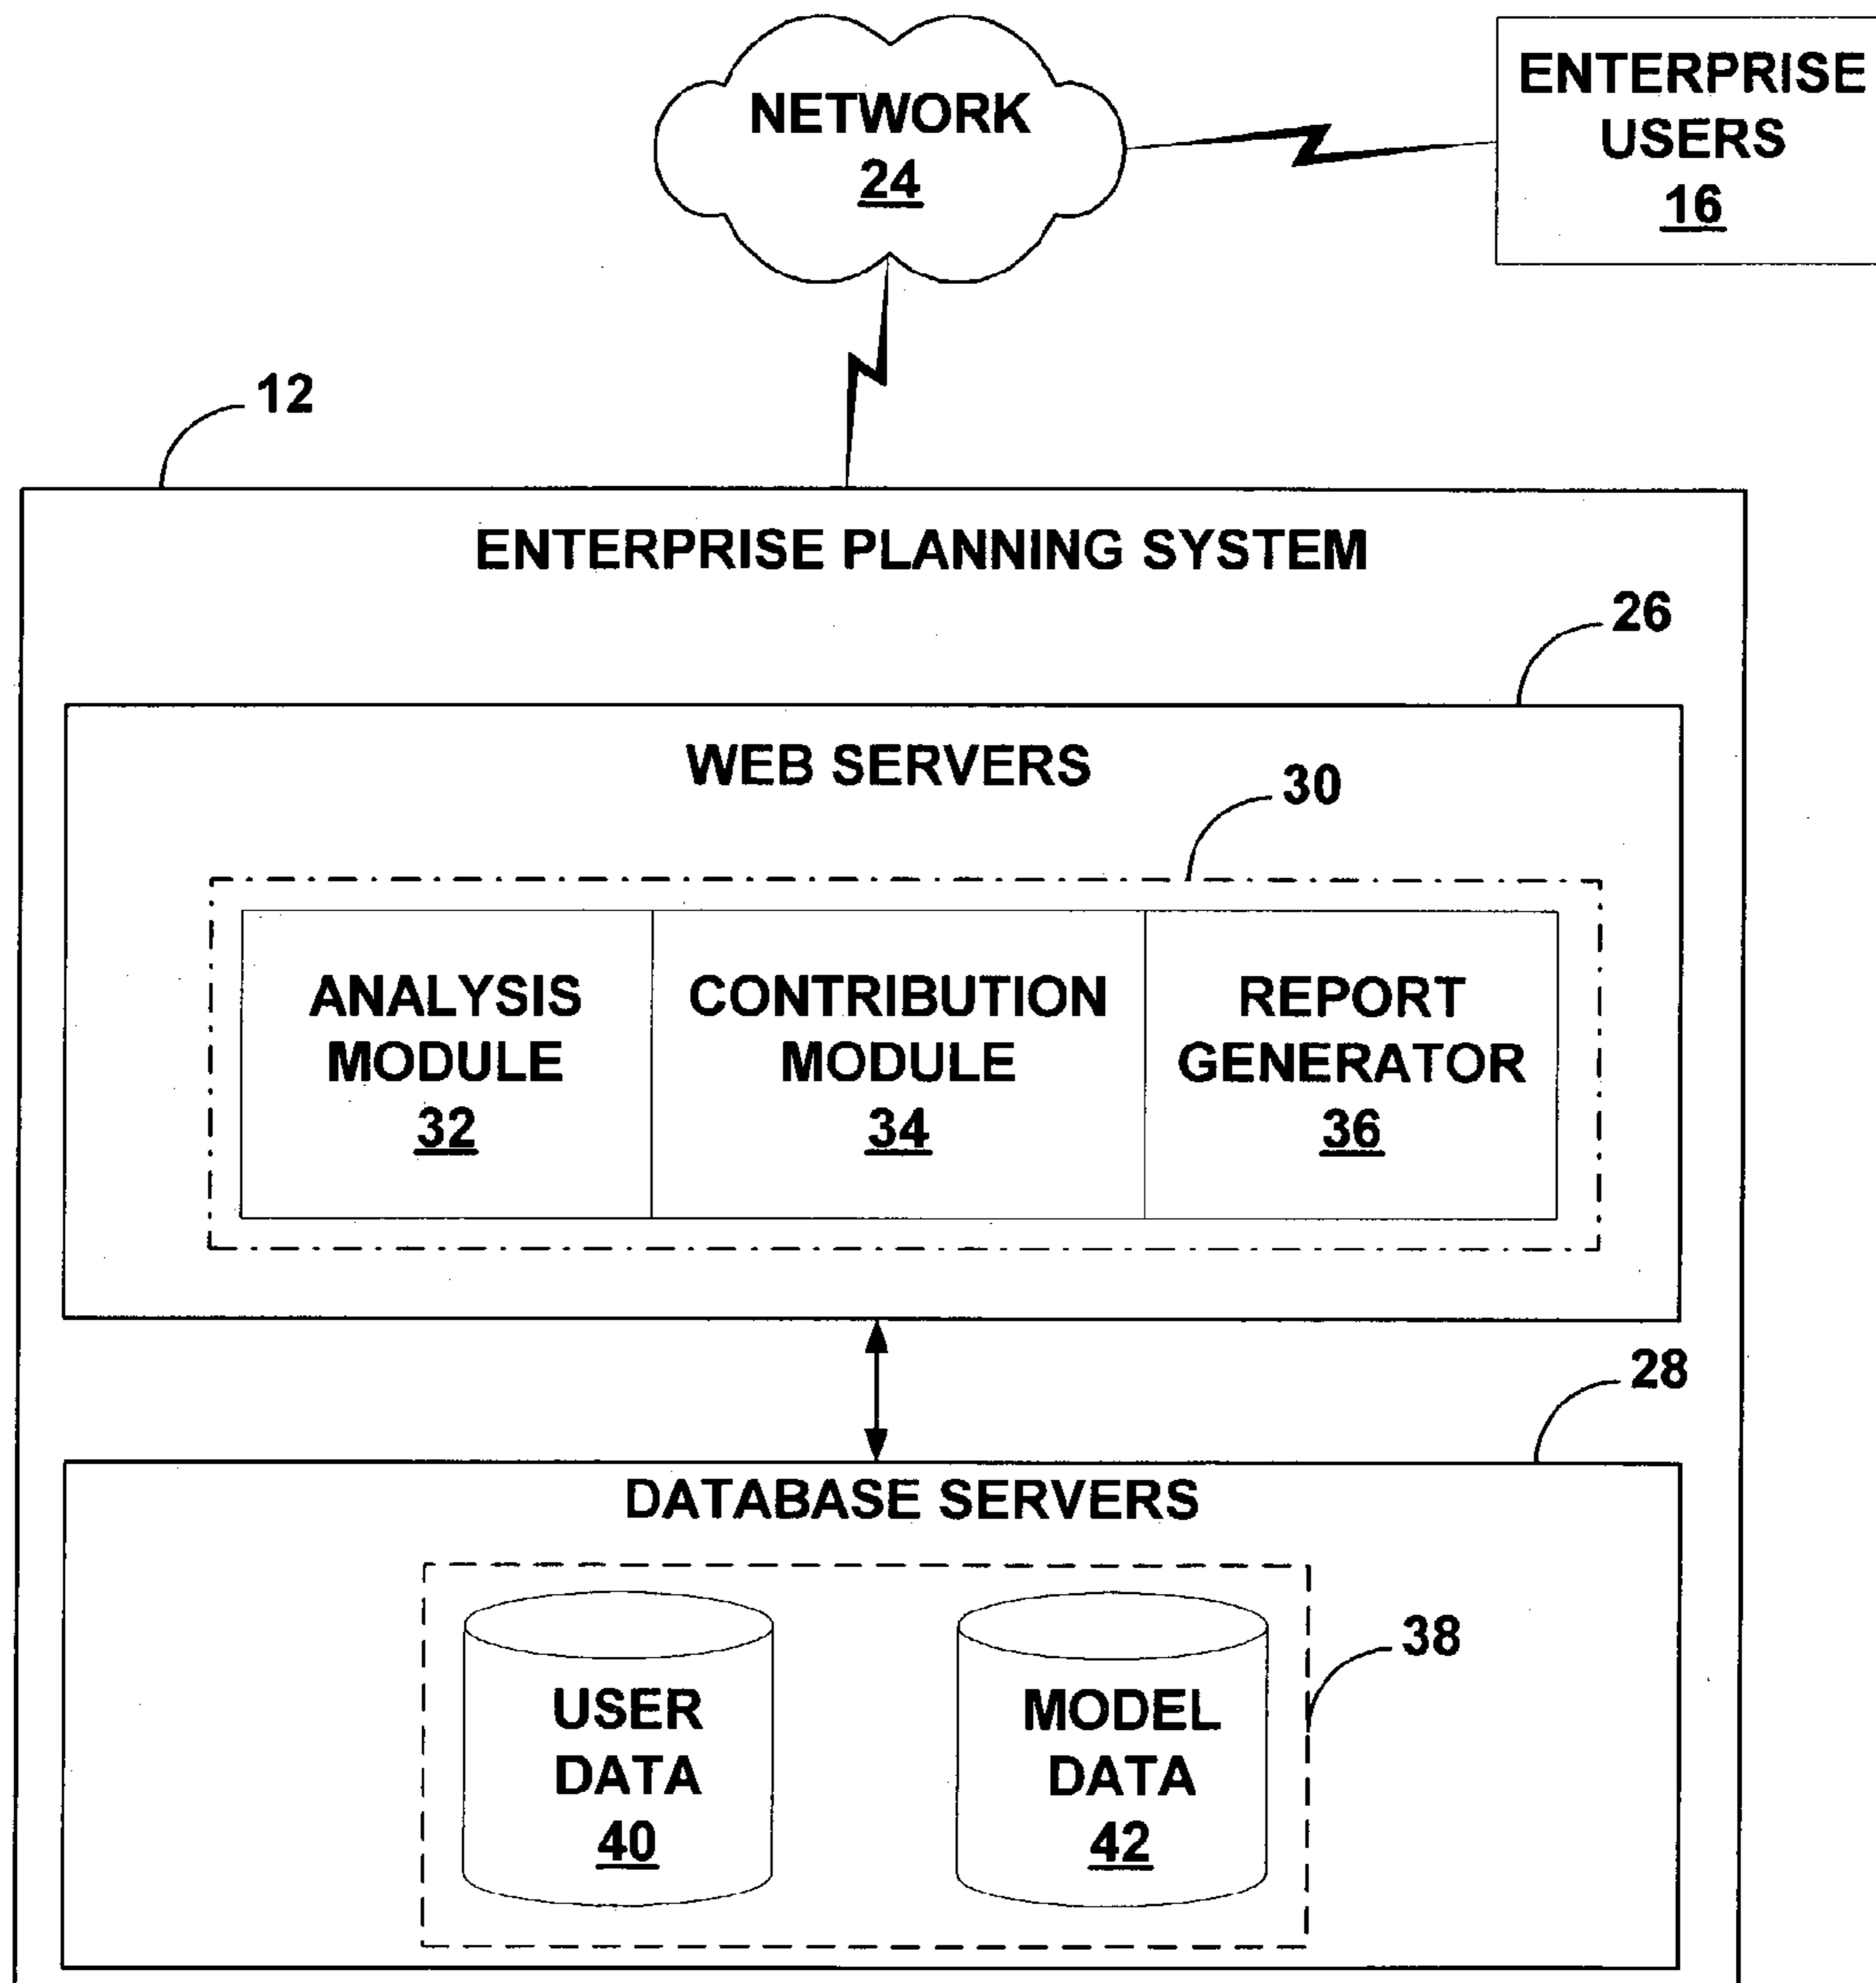 NETWORK
24
ENTERPRISE
USERS
16
12
ENTERPRISE PLANNING SYSTEM
26
WEB SERVERS
30
ANALYSIS
MODULE
32
CONTRIBUTION
MODULE
34
REPORT
GENERATOR
36
28
DATABASE SERVERS
38
USER
DATA
40
MODEL
DATA
42